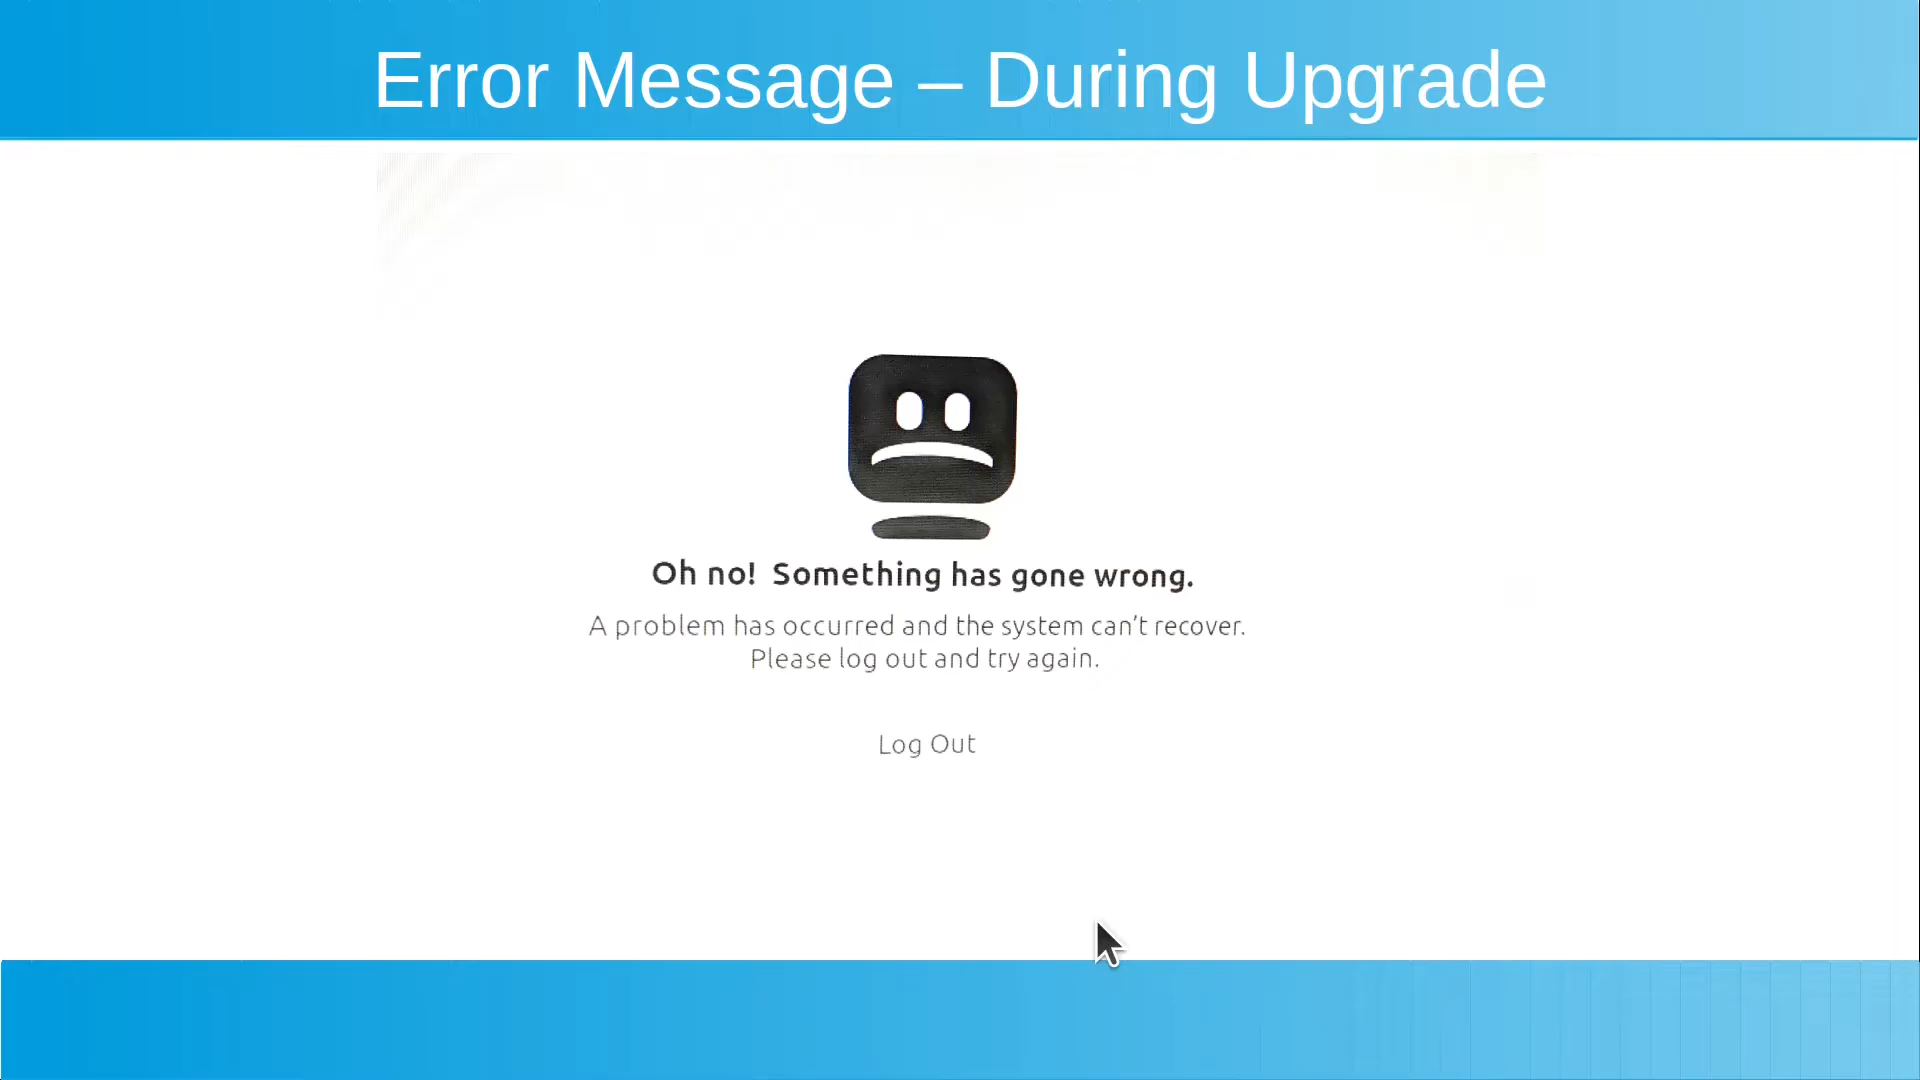 Error Message – During Upgrade
Oh no! Something has gone wrong.
A problem has occurred and the system can't recover.
Please log out and try again.
Log Out